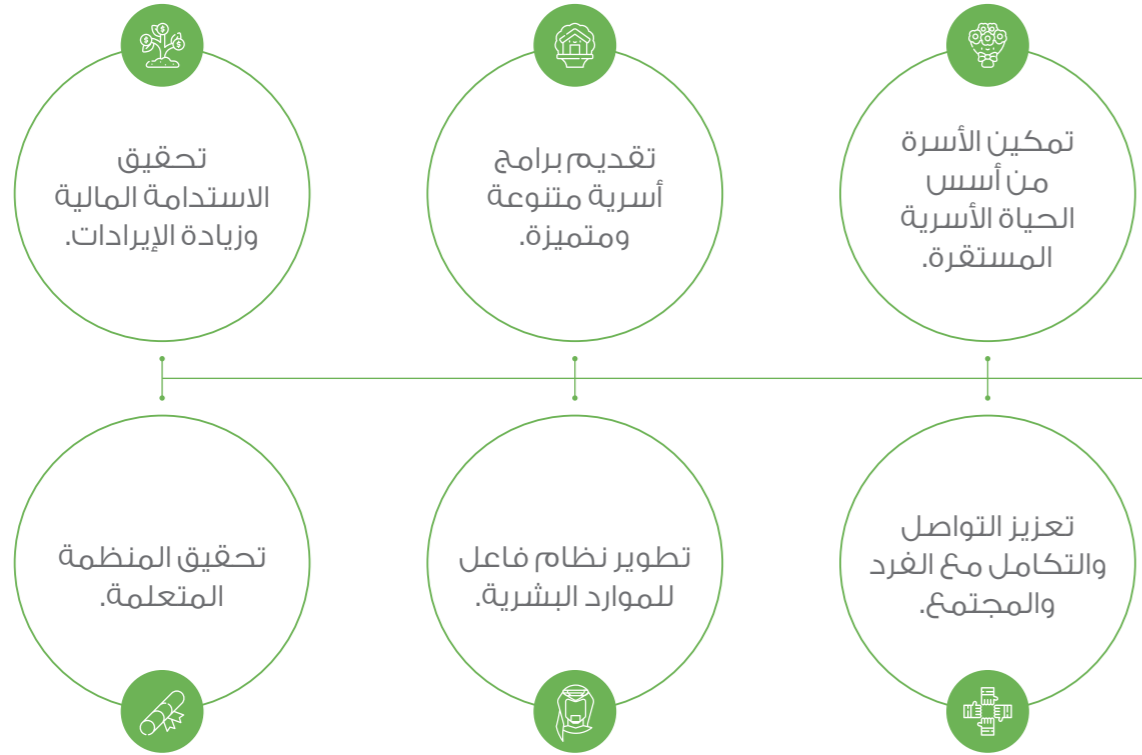 تمكين الأسرة
من أسس
الحياة الأسرية
المستقرة.
تقديم برامج
أسرية متنوعة
ومتميزة.
تحقيق
الاستدامة المالية
وزيادة الإيرادات.
تعزيز التواصل
والتكامل مع الفرد
والمجتمع.
تطوير نظام فاعل
للموارد البشرية.
تحقيق المنظمة
المتعلمة.